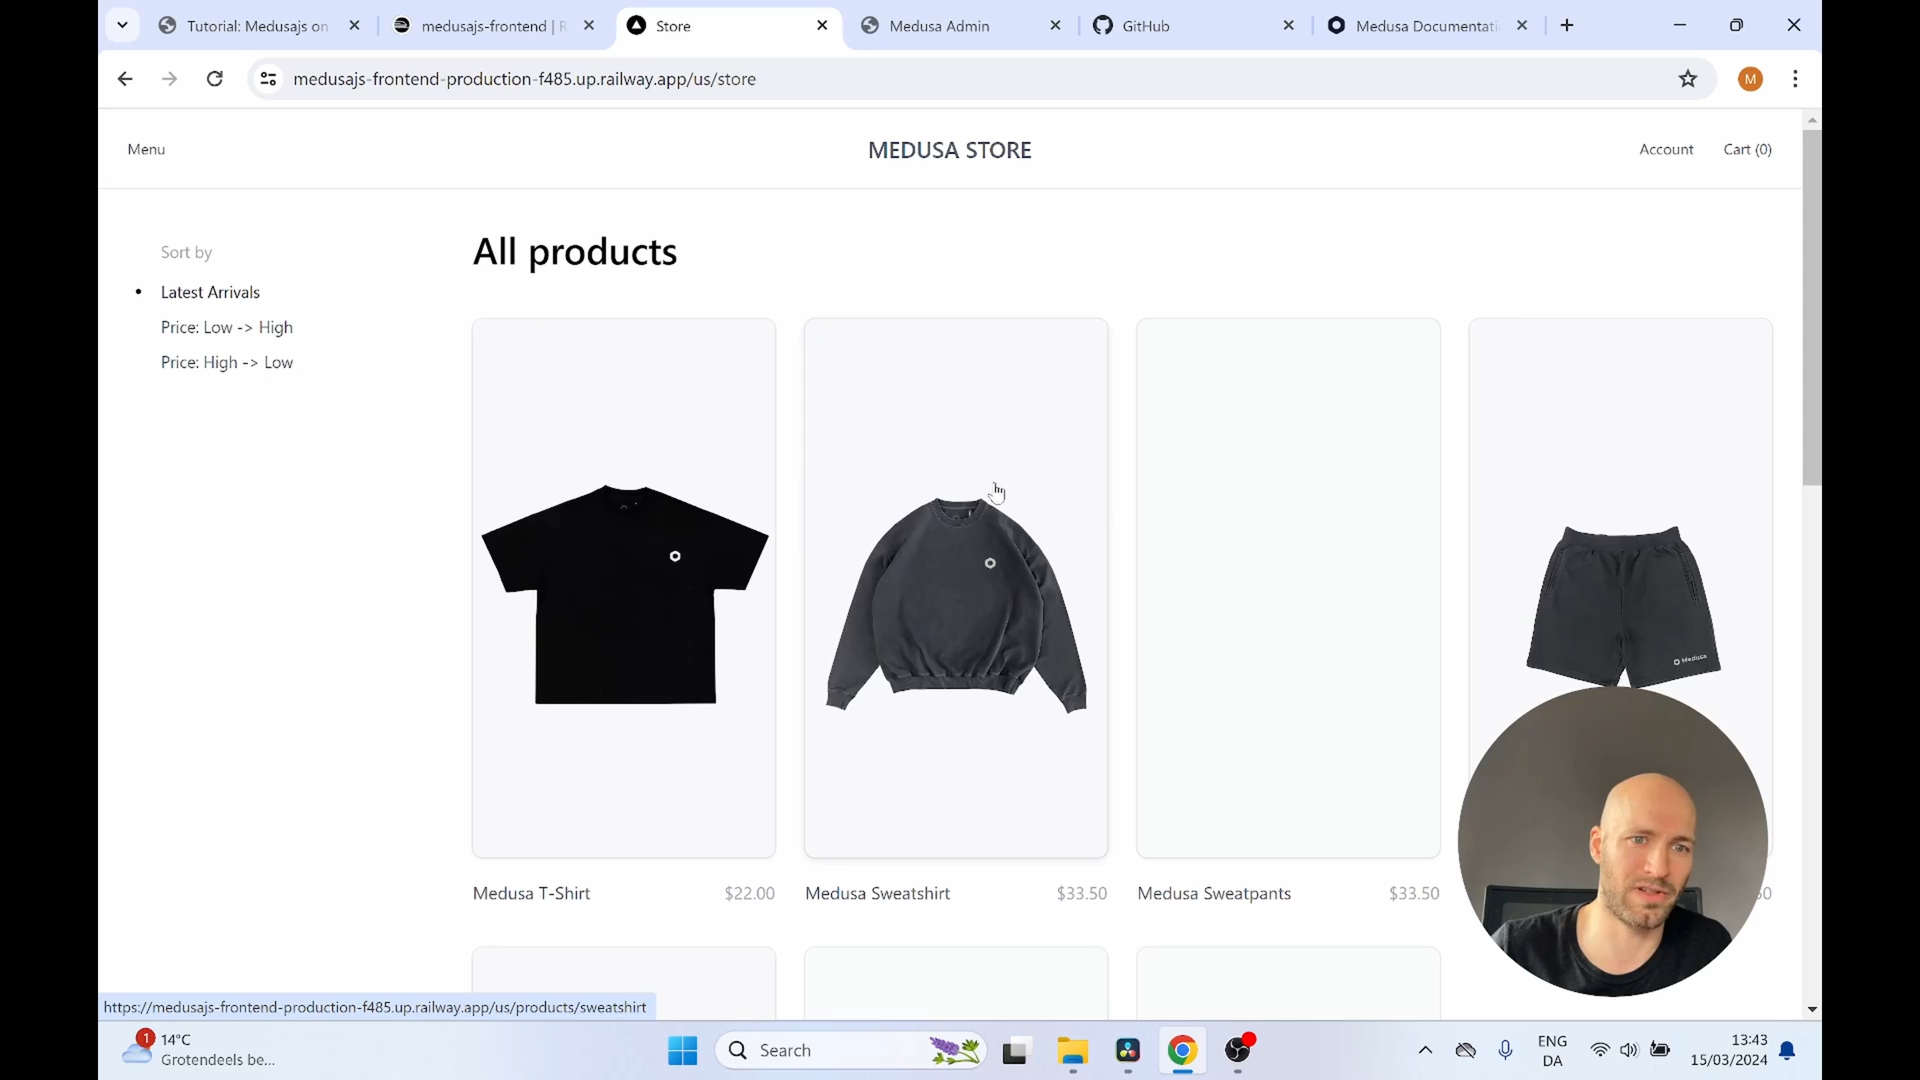 Tutorial: Medusajs on
medusajs-frontend | R
Store
Medusa Admin
GitHub
Medusa Documentati
medusajs-frontend-production-f485.up.railway.app/us/store
M
Menu
MEDUSA STORE
Account
Cart (0)
Sort by
Latest Arrivals
Price: Low -> High
Price: High -> Low
All products
Medusa
Medusa T-Shirt
$22.00
Medusa Sweatshirt
$33.50
Medusa Sweatpants
$33.50
https://medusajs-frontend-production-f485.up.railway.app/us/products/sweatshirt
1
14°C
Grotendeels be...
Search
ENG
DA
13:43
15/03/2024